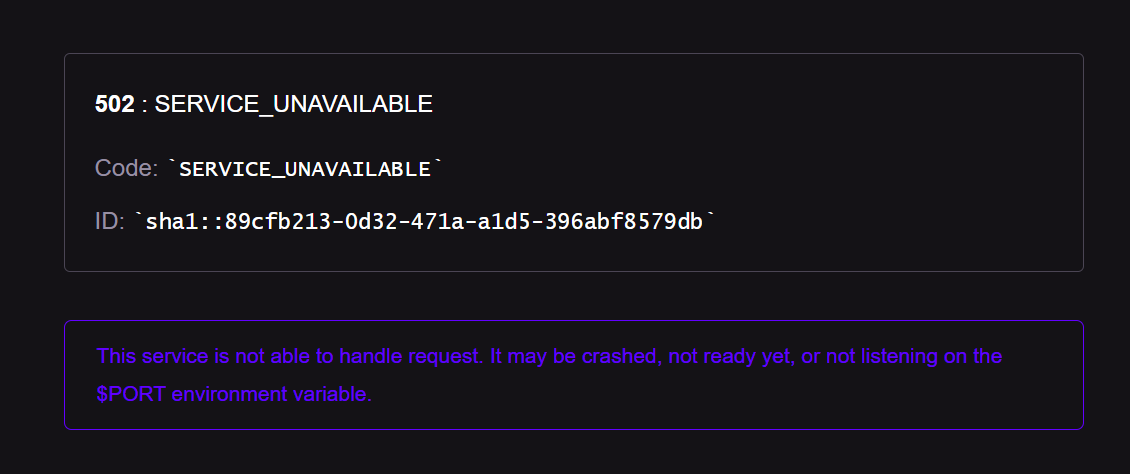 502 : SERVICE_UNAVAILABLE
Code: `SERVICE_UNAVAILABLE`
ID: `sha1::89cfb213-0d32-471a-a1d5-396abf8579db`
This service is not able to handle request. It may be crashed, not ready yet, or not listening on the
$PORT environment variable.